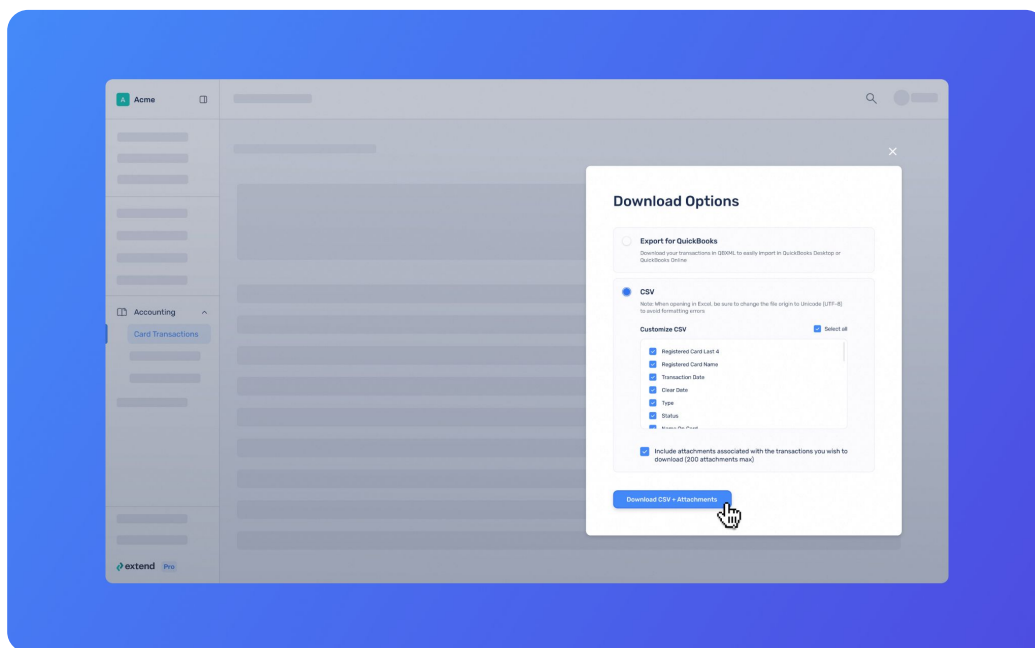 A Acme
Accounting
Card Transactions
extend Pro
Download Options
Export for QuickBooks
Download your transactions in QBXML to easily import in QuickBooks Desktop or
QuickBooks Online
CSV
Note: When opening in Excel, be sure to change the file origin to Unicode (UTF-8)
to avoid formatting errors
Customize CSV
Select all
Registered Card Last 4
Registered Card Name
Transaction Date
Clear Date
Type
Status
Name On Card
Include attachments associated with the transactions you wish to
download (200 attachments max)
Download CSV + Attachments